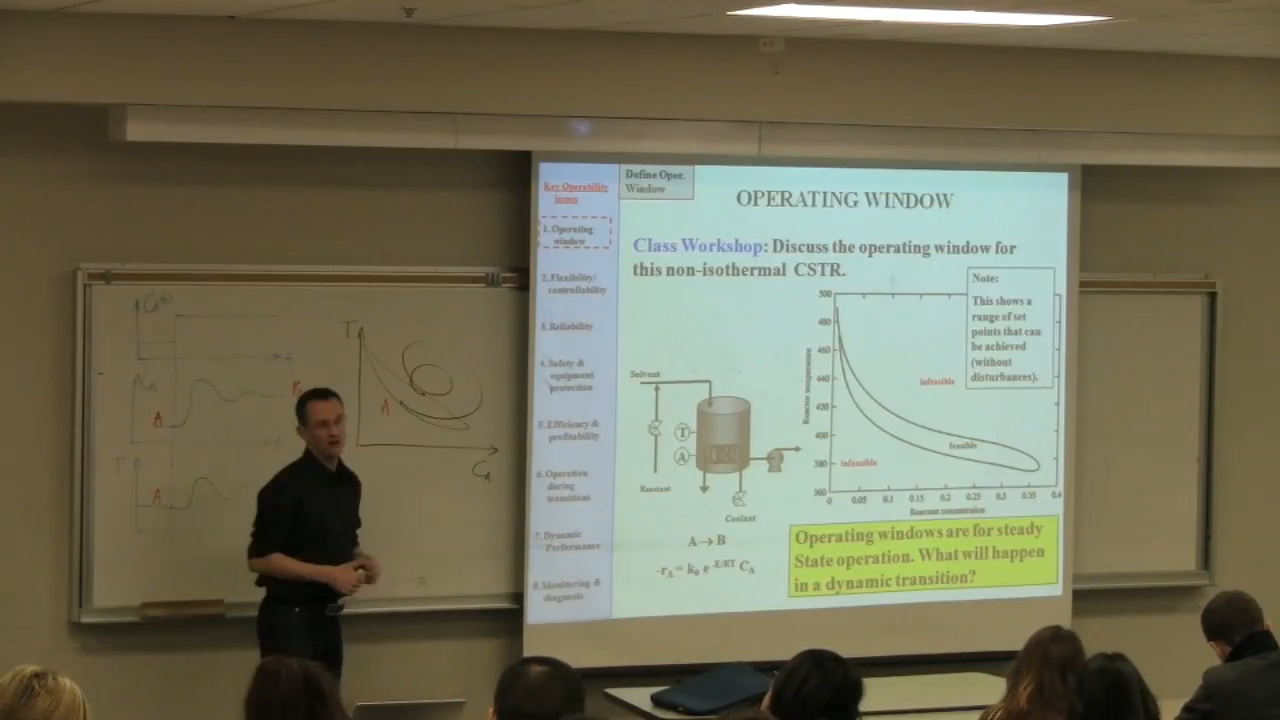 Key Operability
issues
1. Operating
window
2. Flexibility/
controllability
3. Reliability
4. Safety &
equipment
protection
5. Efficiency &
profitability
6. Operation
during
transitions
7. Dynamic
Performance
8. Monitoring &
diagnosis
Define Oper.
Window
OPERATING WINDOW
Class Workshop: Discuss the operating window for
this non-isothermal CSTR.
Note:
This shows a
range of set
points that can
be achieved
(without
disturbances).
Solvent
T
A
Reactant
Coolant
A → B
-rA = k0 e-E/RT CA
Reactor temperature
500
480
460
440
420
400
380
360
infeasible
feasible
infeasible
0
0.05
0.1
0.15
0.2
0.25
0.3
0.35
0.4
Reactant concentration
Operating windows are for steady
State operation. What will happen
in a dynamic transition?
t
CA
A
B
T
A
T
A
CA